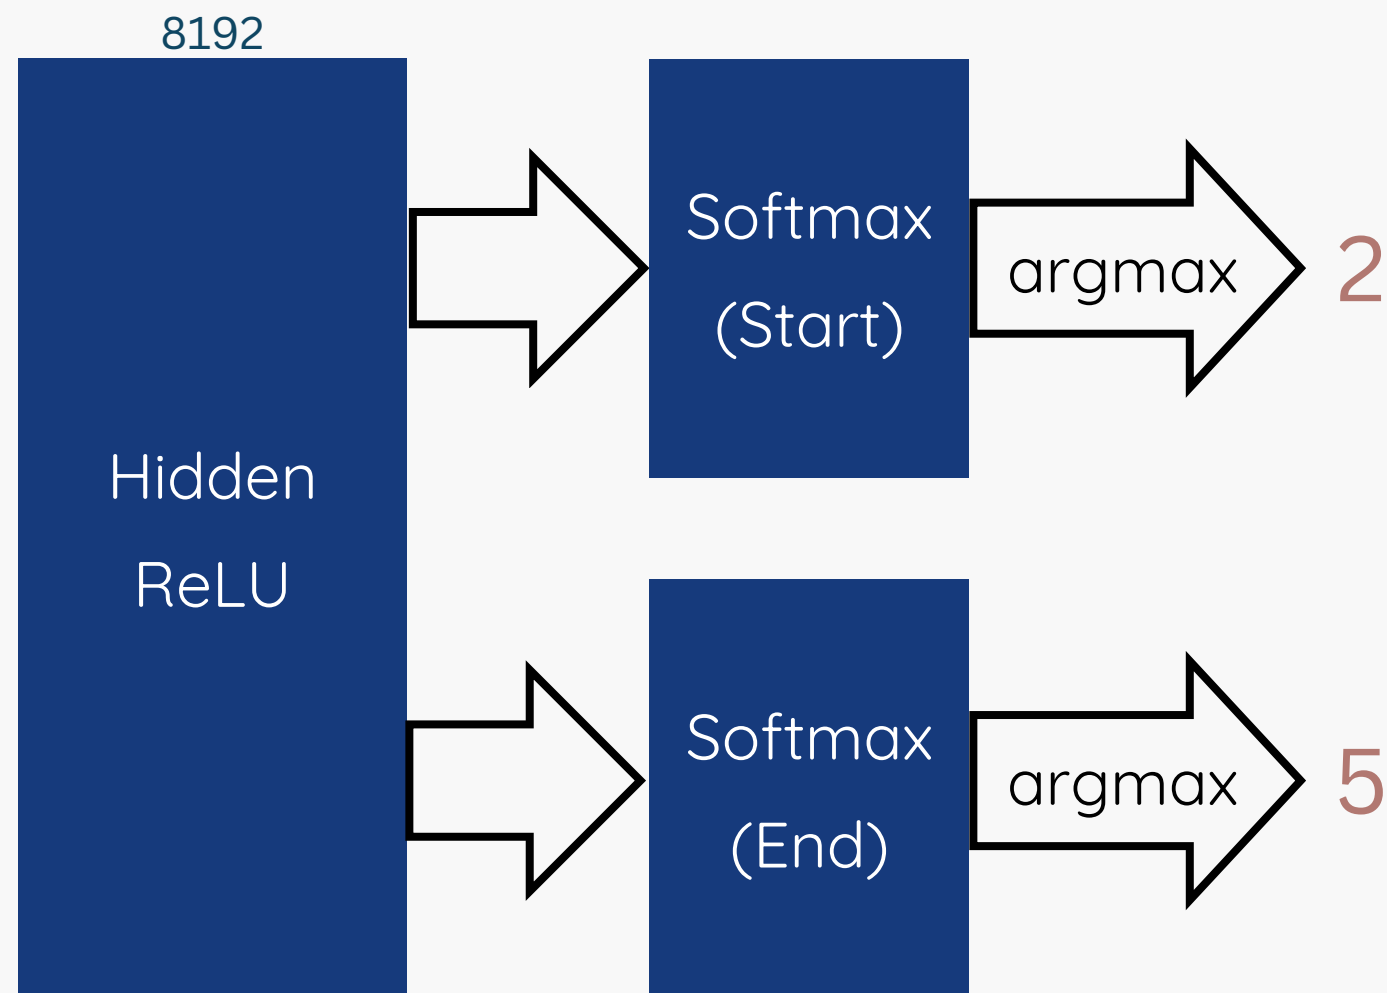 8192
Hidden
ReLU
Softmax
(Start)
argmax
2
Softmax
(End)
argmax
5